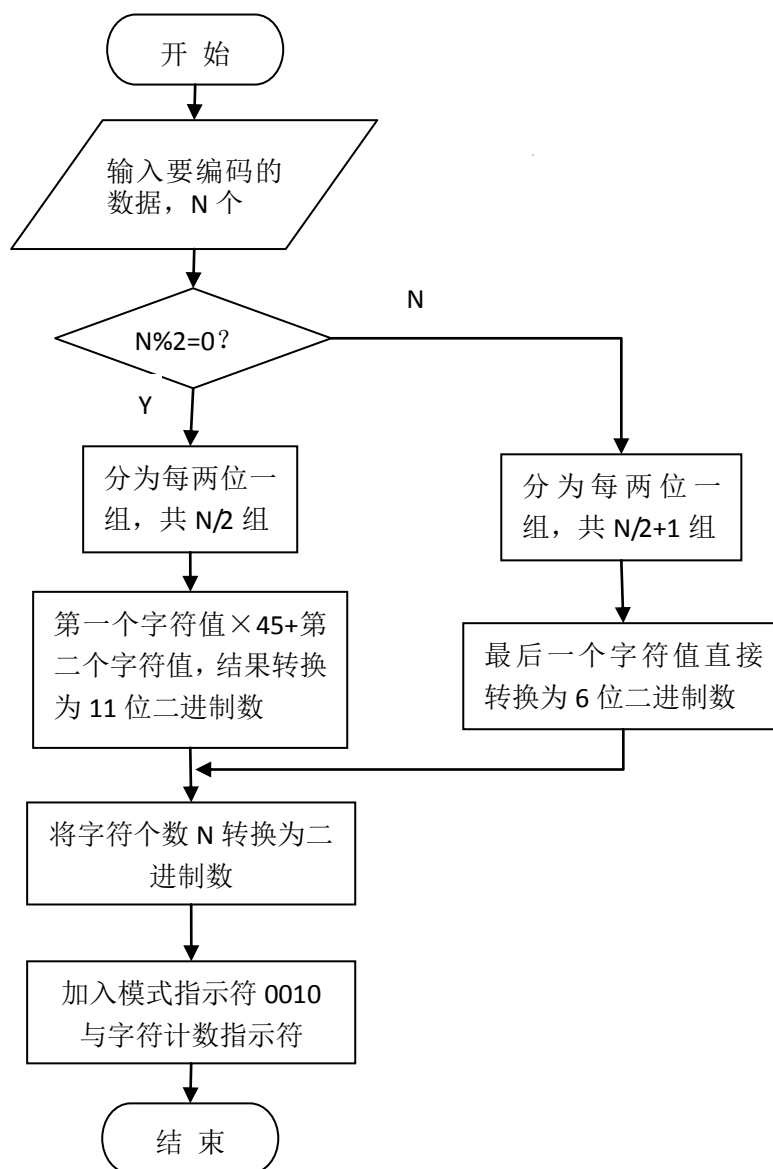 开 始
输入要编码的
数据，N 个
N%2=0？
N
Y
分为每两位一
组，共 N/2 组
分为每两位一
组，共 N/2+1 组
第一个字符值×45+第
二个字符值，结果转换
为 11 位二进制数
最后一个字符值直接
转换为 6 位二进制数
将字符个数 N 转换为二
进制数
加入模式指示符 0010
与字符计数指示符
结 束